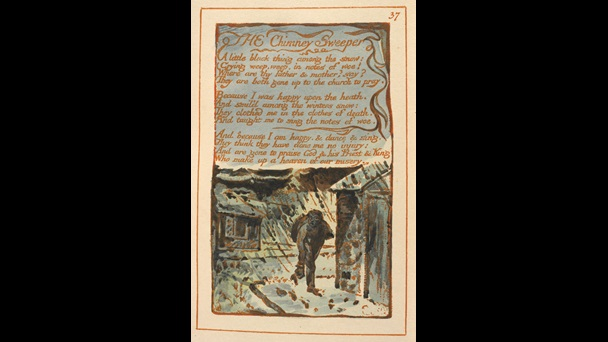 37
THE Chimney Sweeper
A little black thing among the snow:
Crying weep, weep, in notes of woe!
Where are thy father & mother? say?
They are both gone up to the church to pray.
Because I was happy upon the heath,
And smil'd among the winters snow:
They clothed me in the clothes of death,
And taught me to sing the notes of woe.
And because I am happy, & dance & sing,
They think they have done me no injury:
And are gone to praise God & his Priest & King
Who make up a heaven of our misery.